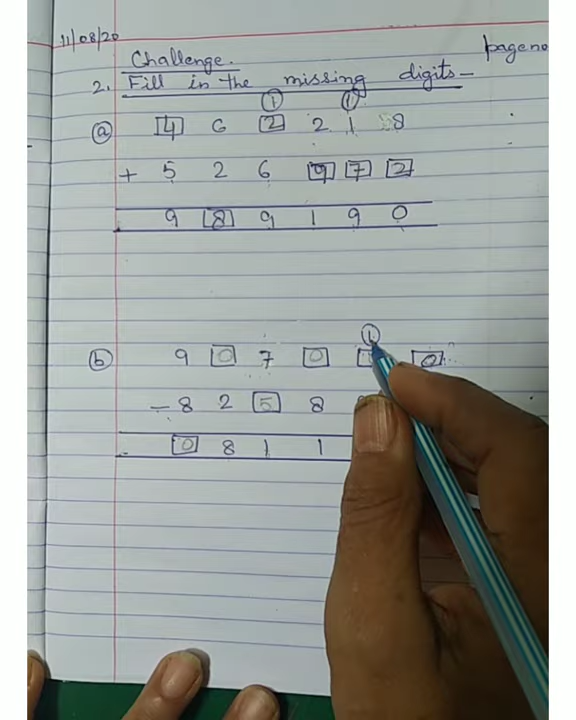 11/08/20
Challenge.
page no
2. Fill in the missing digits-
1 1
(a) 4 6 2 2 1 8
+ 5 2 6 9 7 2
9 8 9 1 9 0
1
(b) 9 0 7 0 0
- 8 2 5 8
0 8 1 1